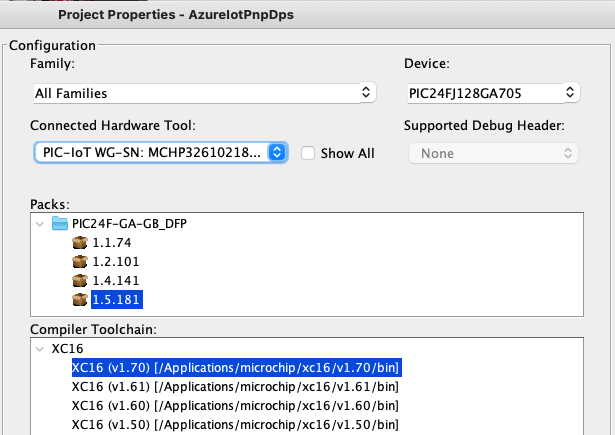 Project Properties - AzureIotPnpDps
Configuration
Family: Device:
All Families PIC24FJ128GA705
Connected Hardware Tool: Supported Debug Header:
PIC-IoT WG-SN: MCHP32610218... Show All None
Packs:
PIC24F-GA-GB_DFP
1.1.74
1.2.101
1.4.141
1.5.181
Compiler Toolchain:
XC16
XC16 (v1.70) [/Applications/microchip/xc16/v1.70/bin]
XC16 (v1.61) [/Applications/microchip/xc16/v1.61/bin]
XC16 (v1.60) [/Applications/microchip/xc16/v1.60/bin]
XC16 (v1.50) [/Applications/microchip/xc16/v1.50/bin]